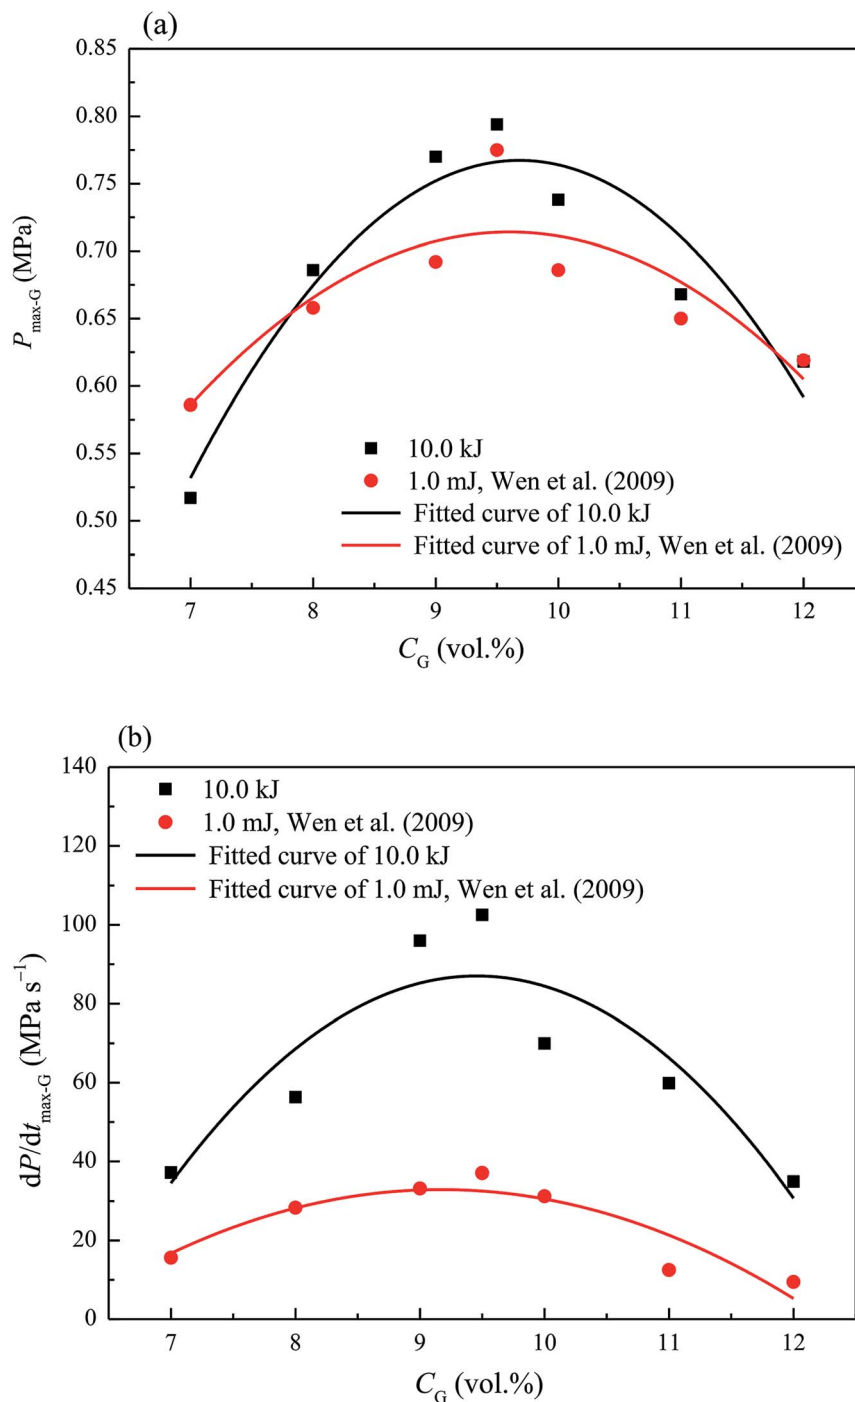 (a)
0.85
0.80
0.75
0.70
0.65
0.60
0.55
0.50
0.45
P_max-G (MPa)
10.0 kJ
1.0 mJ, Wen et al. (2009)
Fitted curve of 10.0 kJ
Fitted curve of 1.0 mJ, Wen et al. (2009)
7 8 9 10 11 12
C_G (vol.%)
(b)
140
120
100
80
60
40
20
0
dP/dt_max-G (MPa s⁻¹)
10.0 kJ
1.0 mJ, Wen et al. (2009)
Fitted curve of 10.0 kJ
Fitted curve of 1.0 mJ, Wen et al. (2009)
7 8 9 10 11 12
C_G (vol.%)